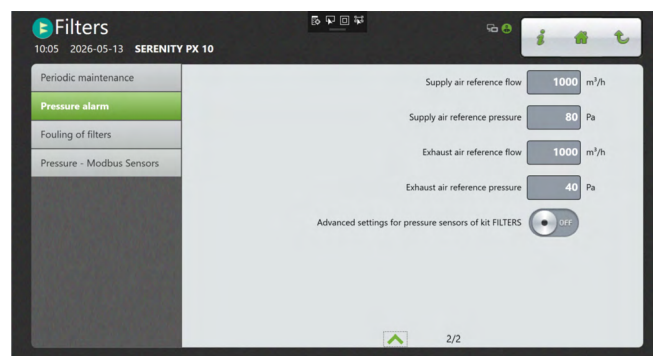 Filters
10:05 2026-05-13 SERENITY PX 10
Periodic maintenance
Pressure alarm
Fouling of filters
Pressure - Modbus Sensors
Supply air reference flow 1000 m³/h
Supply air reference pressure 80 Pa
Exhaust air reference flow 1000 m³/h
Exhaust air reference pressure 40 Pa
Advanced settings for pressure sensors of kit FILTERS OFF
2/2